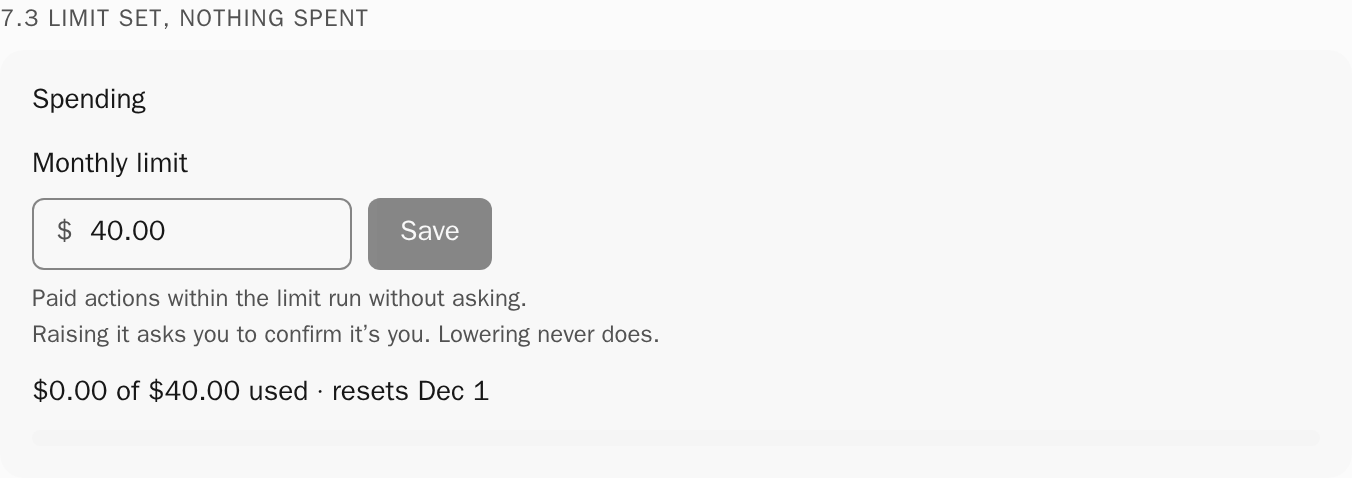 7.3 LIMIT SET, NOTHING SPENT
Spending
Monthly limit
$ 40.00 Save
Paid actions within the limit run without asking.
Raising it asks you to confirm it’s you. Lowering never does.
$0.00 of $40.00 used · resets Dec 1